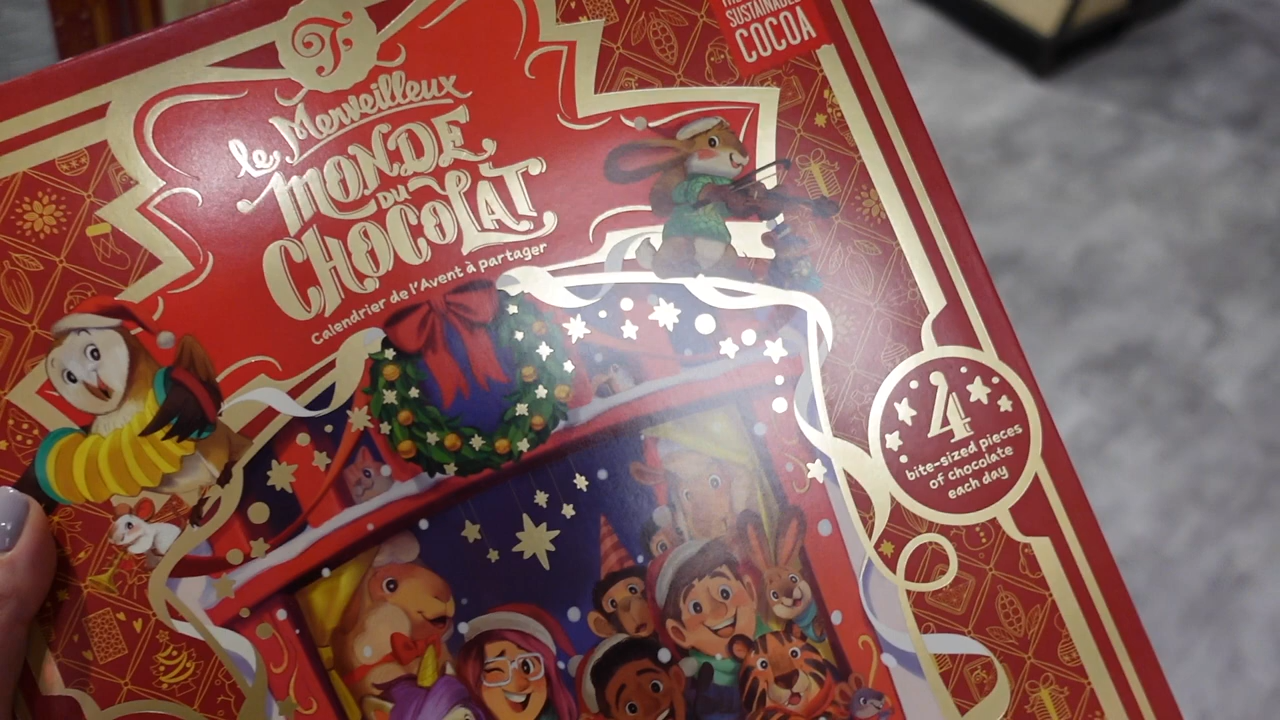 SUSTAINABLE
COCOA
Le Merveilleux
MONDE
DU
CHOCOLAT
Calendrier de l'Avent à partager
4
bite-sized pieces
of chocolate
each day